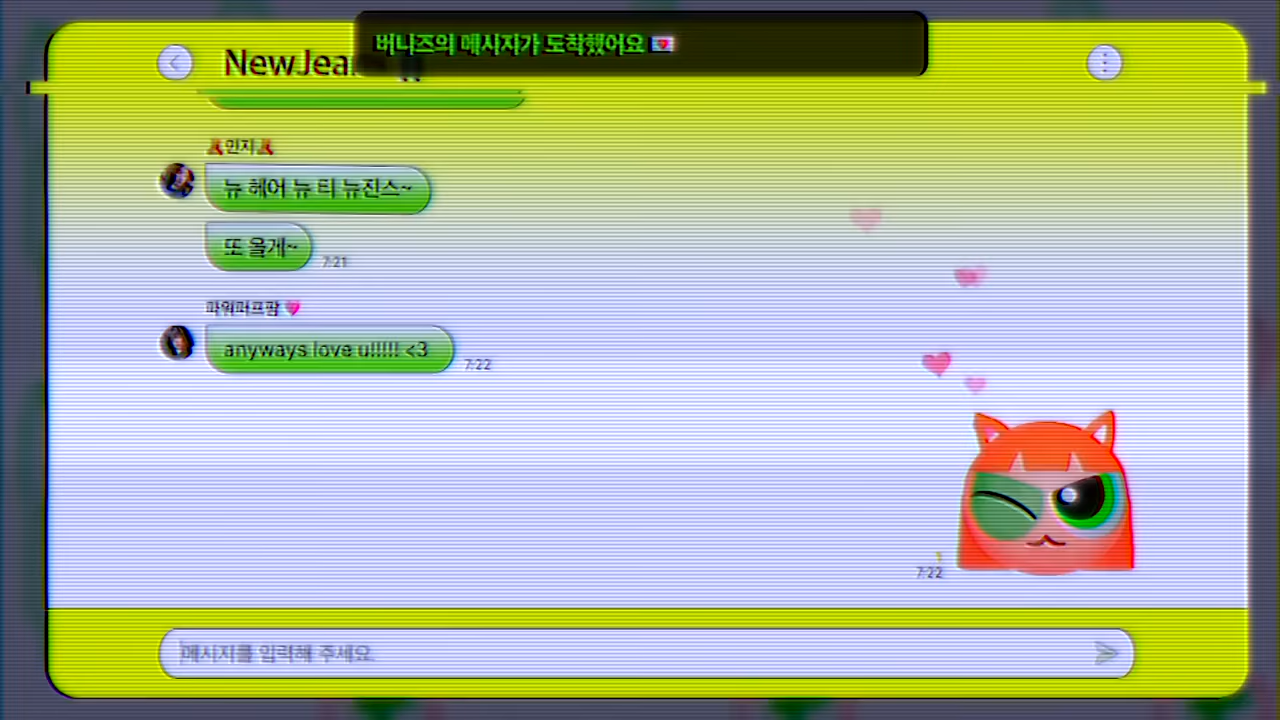 버니즈의 메시지가 도착했어요 💌
NewJea
🎀민지🎀
뉴 헤어 뉴 티 뉴진스~
또 올게~
7:21
파워퍼프팜 💗
anyways love u!!!!! <3
7:22
1
7:22
메시지를 입력해 주세요.